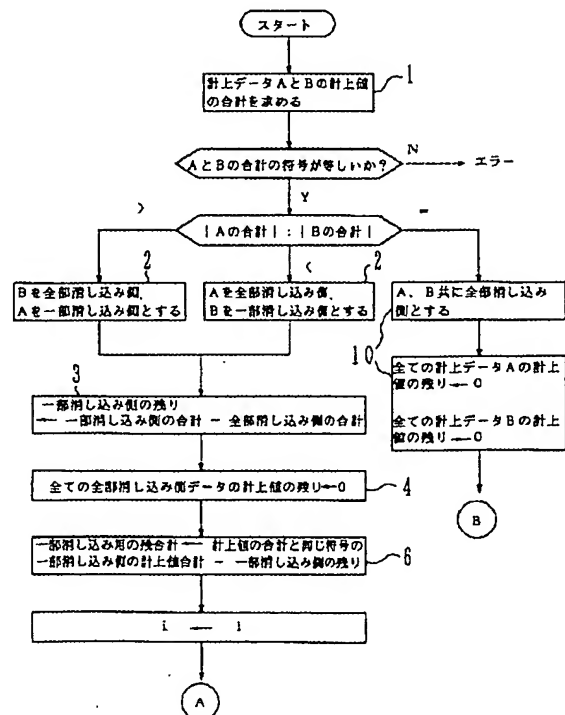 スタート
1
計上データAとBの計上値
の合計を求める
AとBの合計の符号が等しいか?
N
エラー
Y
|Aの合計|:|Bの合計|
>
<
=
2
Bを全部消し込み側、
Aを一部消し込み側とする
2
Aを全部消し込み側、
Bを一部消し込み側とする
A、B共に全部消し込み
側とする
10
全ての計上データAの計上
値の残り←0
全ての計上データBの計上
値の残り←0
B
3
一部消し込み側の残り
← 一部消し込み側の合計 − 全部消し込み側の合計
全ての全部消し込み側データの計上値の残り←0
4
一部消し込み用の残合計 ← 計上値の合計と同じ符号の
一部消し込み側の計上値合計 − 一部消し込み側の残り
6
i ← 1
A